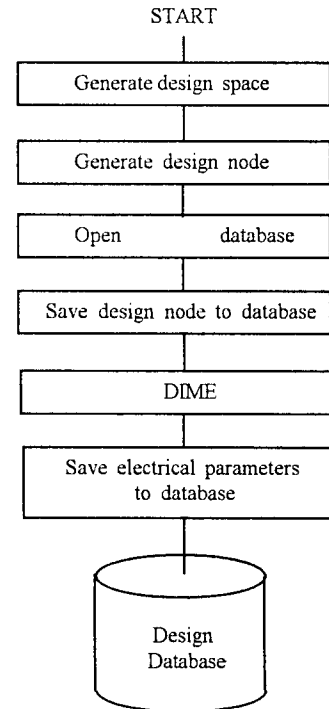 START
Generate design space
Generate design node
Open database
Save design node to database
DIME
Save electrical parameters
to database
Design
Database